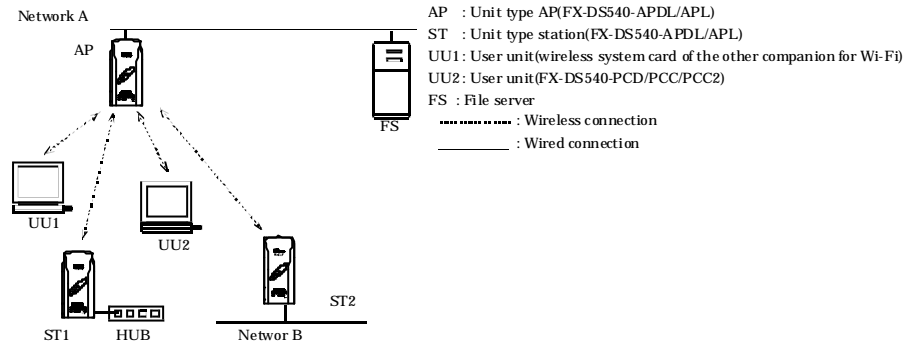 Network A
AP
FS
UU1
UU2
ST1
HUB
ST2
Networ B
AP : Unit type AP(FX-DS540-APDL/APL)
ST : Unit type station(FX-DS540-APDL/APL)
UU1: User unit(wireless system card of the other companion for Wi-Fi)
UU2: User unit(FX-DS540-PCD/PCC/PCC2)
FS : File server
: Wireless connection
: Wired connection